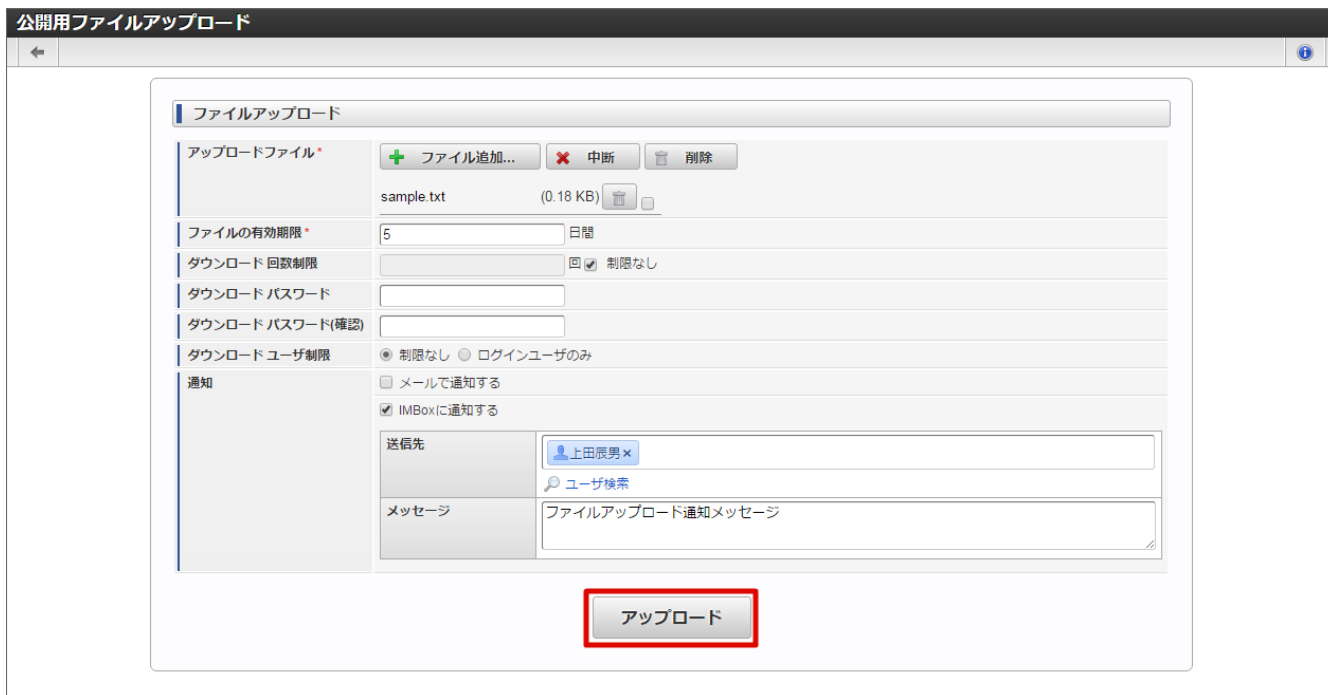 公開用ファイルアップロード
ファイルアップロード
アップロードファイル*
ファイル追加... 中断 削除
sample.txt (0.18 KB)
ファイルの有効期限* 5 日間
ダウンロード 回数制限 回 制限なし
ダウンロード パスワード
ダウンロード パスワード(確認)
ダウンロード ユーザ制限 制限なし ログインユーザのみ
通知 メールで通知する
IMBoxに通知する
送信先 上田辰男×
ユーザ検索
メッセージ ファイルアップロード通知メッセージ
アップロード